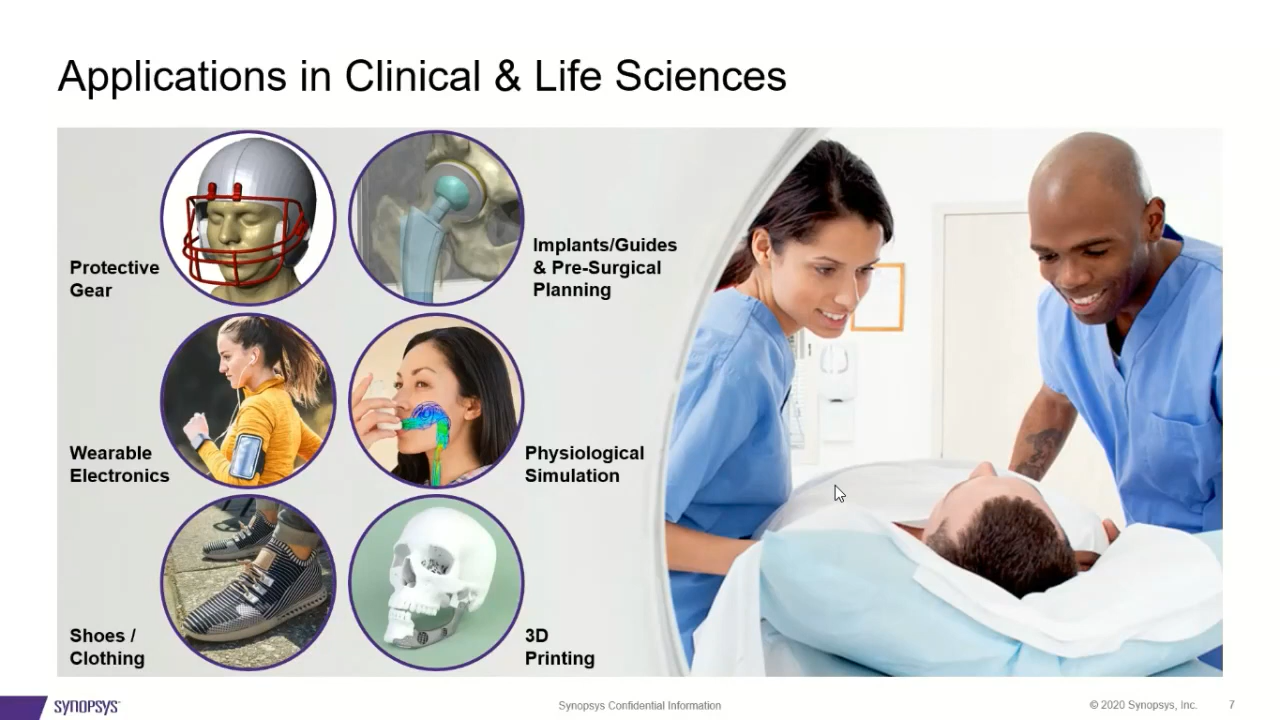 Applications in Clinical & Life Sciences
Protective
Gear
Implants/Guides
& Pre-Surgical
Planning
Wearable
Electronics
Physiological
Simulation
Shoes /
Clothing
3D
Printing
SYNOPSYS
Synopsys Confidential Information
© 2020 Synopsys, Inc.
7